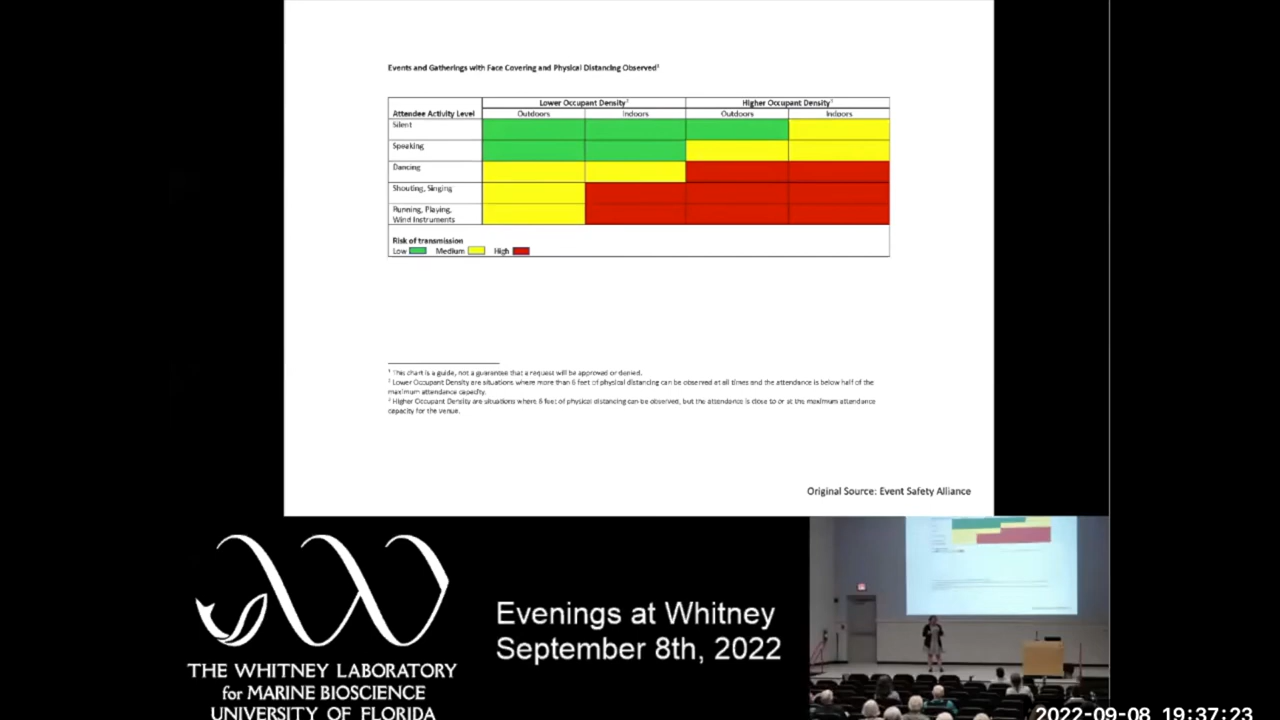 Events and Gatherings with Face Covering and Physical Distancing Observed¹
Lower Occupant Density² Higher Occupant Density³
Attendee Activity Level Outdoors Indoors Outdoors Indoors
Silent
Speaking
Dancing
Shouting, Singing
Running, Playing,
Wind Instruments
Risk of transmission
Low Medium High
¹ This chart is a guide, not a guarantee that a request will be approved or denied.
² Lower Occupant Density are situations where more than 6 feet of physical distancing can be observed at all times and the attendance is below half of the
maximum attendance capacity.
³ Higher Occupant Density are situations where 6 feet of physical distancing can be observed, but the attendance is close to or at the maximum attendance
capacity for the venue.
Original Source: Event Safety Alliance
Evenings at Whitney
September 8th, 2022
THE WHITNEY LABORATORY
for MARINE BIOSCIENCE
UNIVERSITY OF FLORIDA
2022-09-08 19:37:23